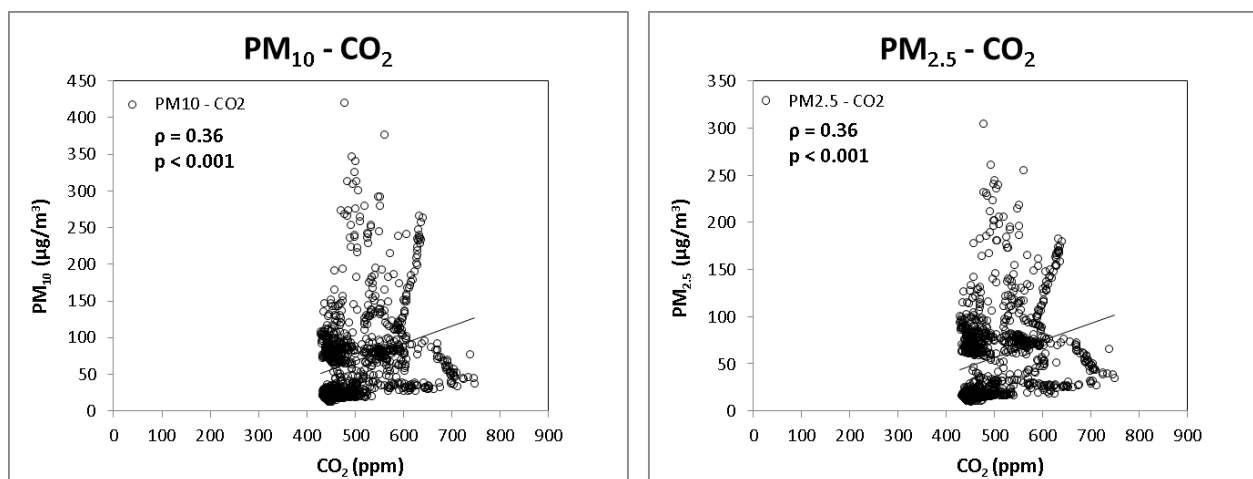 PM₁₀ - CO₂
450
400
350
300
250
200
150
100
50
0
PM₁₀ (µg/m³)
PM10 - CO2
ρ = 0.36
p < 0.001
0 100 200 300 400 500 600 700 800 900
CO₂ (ppm)
PM₂.₅ - CO₂
350
300
250
200
150
100
50
0
PM₂.₅ (µg/m³)
PM2.5 - CO2
ρ = 0.36
p < 0.001
0 100 200 300 400 500 600 700 800 900
CO₂ (ppm)